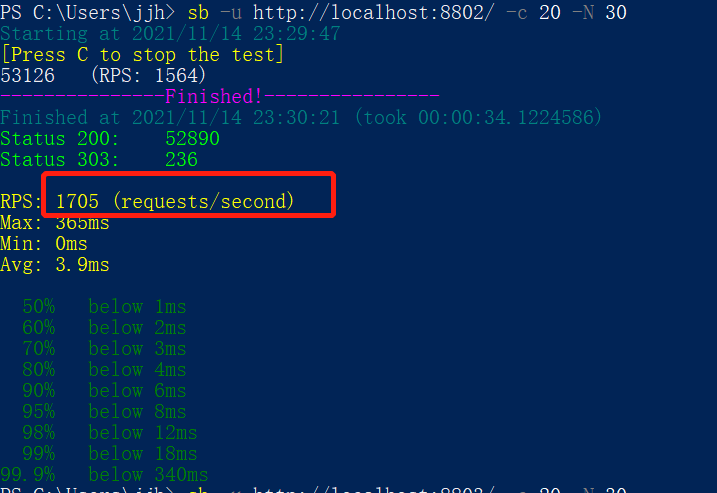 PS C:\Users\jjh> sb -u http://localhost:8802/ -c 20 -N 30
Starting at 2021/11/14 23:29:47
[Press C to stop the test]
53126   (RPS: 1564)
---------------Finished!----------------
Finished at 2021/11/14 23:30:21 (took 00:00:34.1224586)
Status 200:    52890
Status 303:    236
RPS: 1705 (requests/second)
Max: 365ms
Min: 0ms
Avg: 3.9ms
50%   below 1ms
60%   below 2ms
70%   below 3ms
80%   below 4ms
90%   below 6ms
95%   below 8ms
98%   below 12ms
99%   below 18ms
99.9%   below 340ms
PS C:\Users\jjh> sb -u http://localhost:8802/ -c 20 -N 30